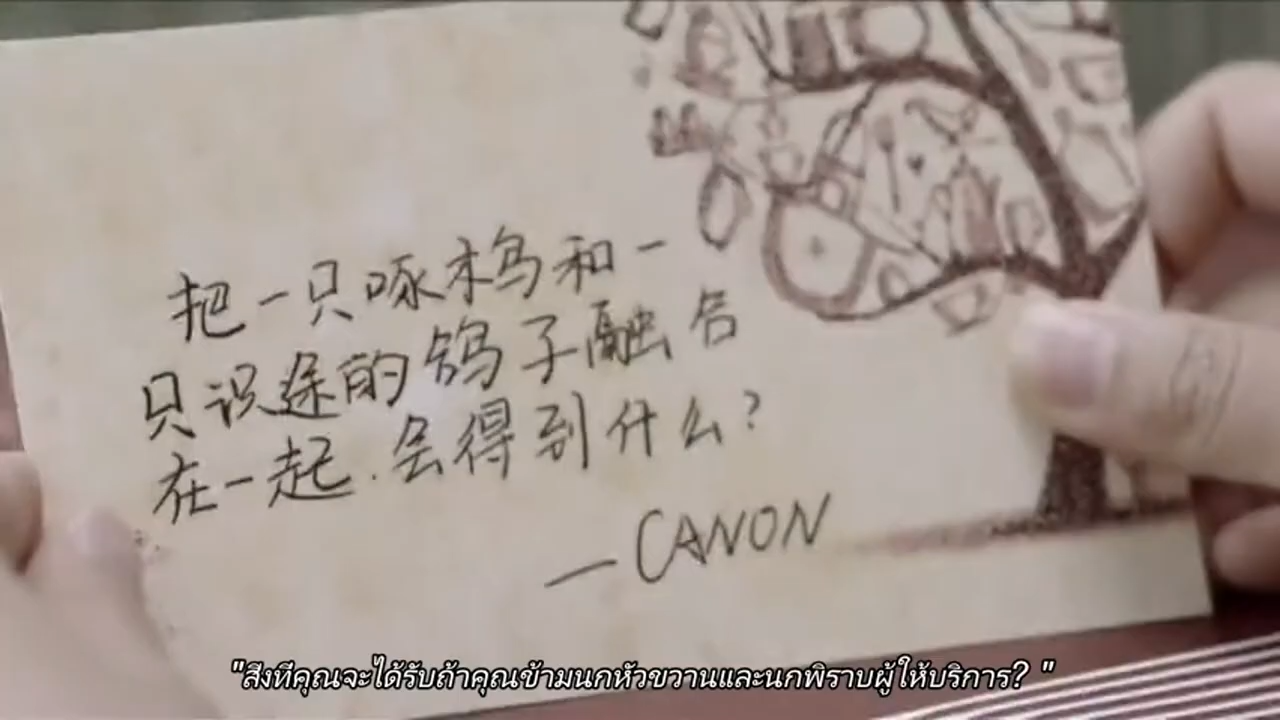 把一只啄木鸟和一
只识途的鸽子融合
在一起.会得到什么?
—CANON
"สิ่งที่คุณจะได้รับถ้าคุณข้ามนกหัวขวานและนกพิราบผู้ให้บริการ? "